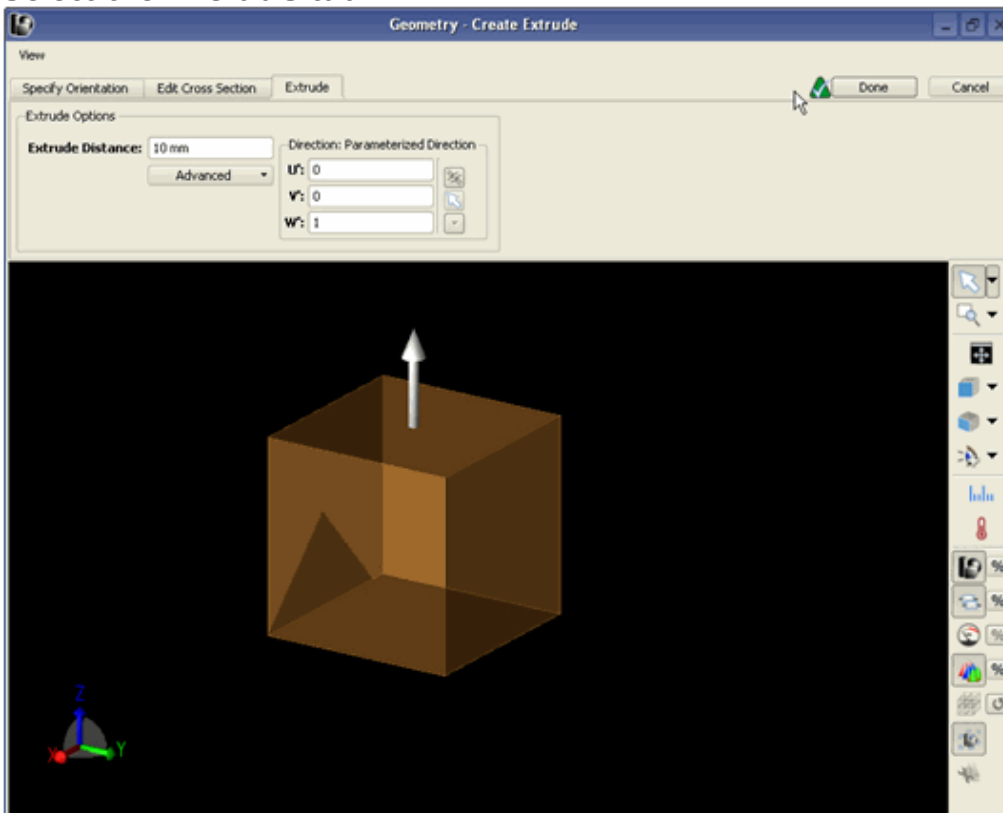 Geometry - Create Extrude
View
Specify Orientation Edit Cross Section Extrude Done Cancel
Extrude Options
Extrude Distance: 10 mm Direction: Parameterized Direction
Advanced U': 0
V': 0
W': 1
Z
X Y